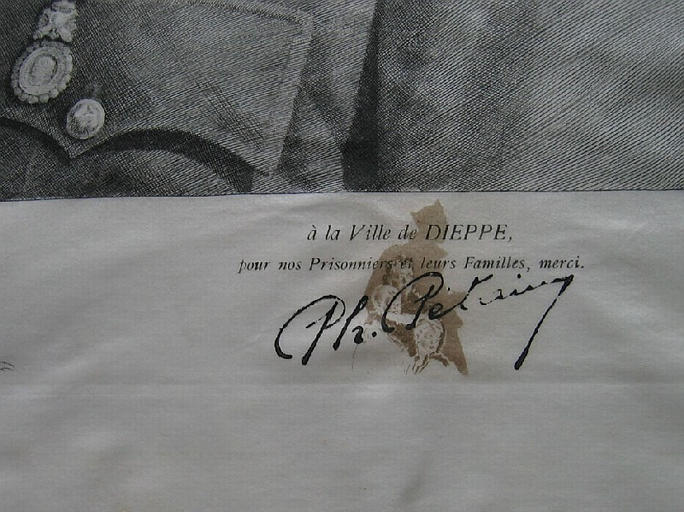 à la Ville de DIEPPE,
pour nos Prisonniers et leurs Familles, merci.
Ph. Pétain